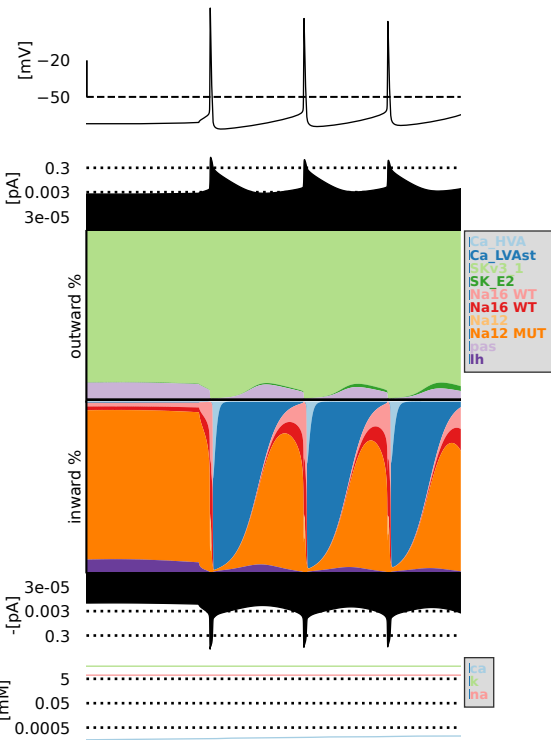 [mV]
−20
−50
[pA]
0.3
0.003
3e-05
outward %
Ca_HVA
Ca_LVAst
SKv3_1
SK_E2
Na16 WT
Na16 WT
Na12
Na12 MUT
pas
Ih
inward %
-[pA]
3e-05
0.003
0.3
[mM]
5
0.05
0.0005
ca
k
na